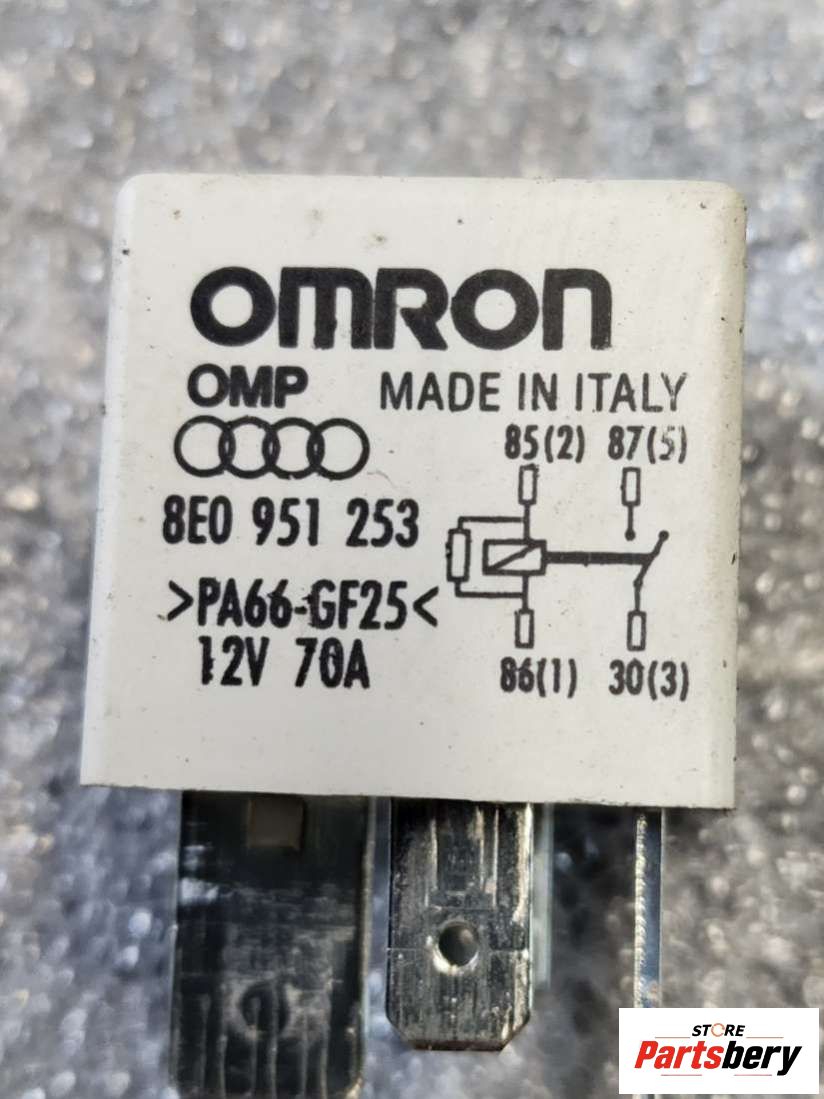 OMRON
OMP MADE IN ITALY
85(2) 87(5)
8E0 951 253
>PA66-GF25<
12V 70A
86(1) 30(3)
STORE
Partsbery